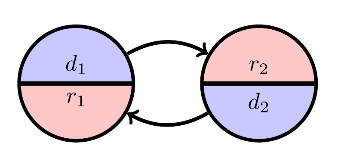 d₁ r₂
r₁ d₂